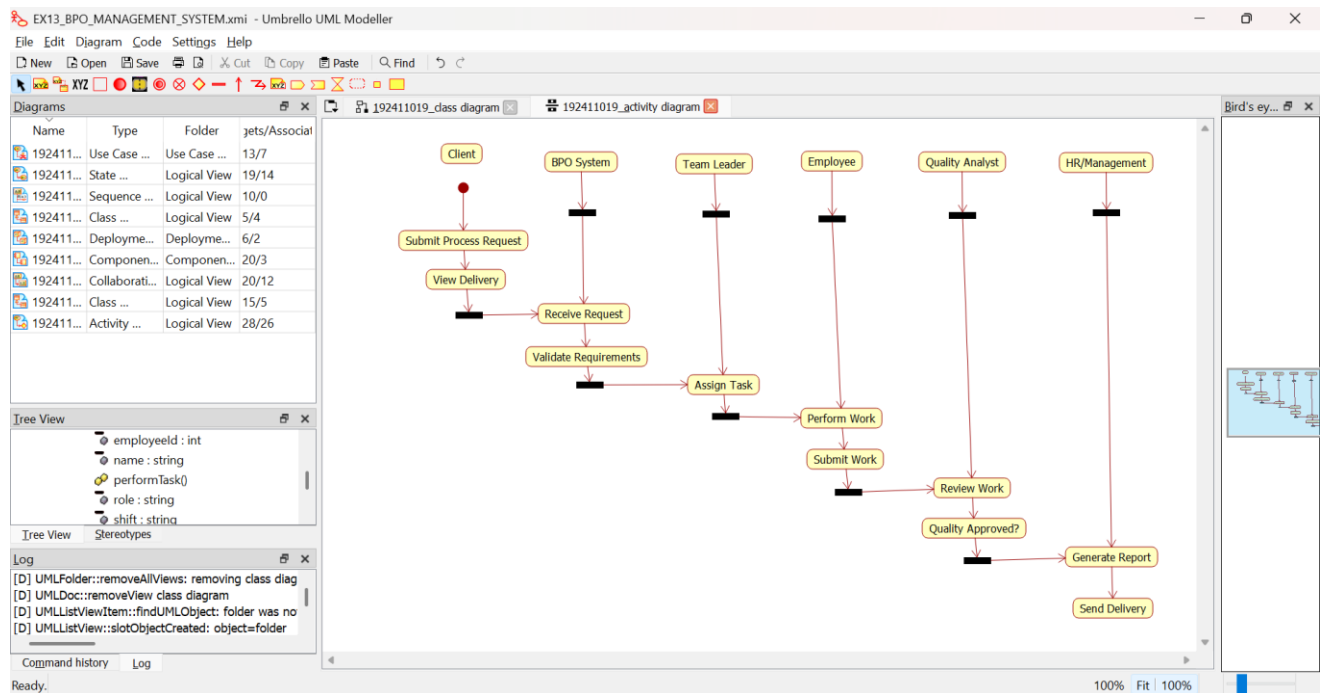 EX13_BPO_MANAGEMENT_SYSTEM.xmi - Umbrello UML Modeller
File Edit Diagram Code Settings Help
New Open Save Cut Copy Paste Find
XYZ
Diagrams
192411019_class diagram 192411019_activity diagram
Bird's ey...
Name Type Folder gets/Associat
192411... Use Case ... Use Case ... 13/7
192411... State ... Logical View 19/14
192411... Sequence ... Logical View 10/0
192411... Class ... Logical View 5/4
192411... Deployme... Deployme... 6/2
192411... Componen... Componen... 20/3
192411... Collaborati... Logical View 20/12
192411... Class ... Logical View 15/5
192411... Activity ... Logical View 28/26
Tree View
employeeId : int
name : string
performTask()
role : string
shift : string
Tree View Stereotypes
Log
[D] UMLFolder::removeAllViews: removing class diag
[D] UMLDoc::removeView class diagram
[D] UMLListViewItem::findUMLObject: folder was no
[D] UMLListView::slotObjectCreated: object=folder
Command history Log
Client
BPO System
Team Leader
Employee
Quality Analyst
HR/Management
Submit Process Request
View Delivery
Receive Request
Validate Requirements
Assign Task
Perform Work
Submit Work
Review Work
Quality Approved?
Generate Report
Send Delivery
Ready.
100% Fit 100%